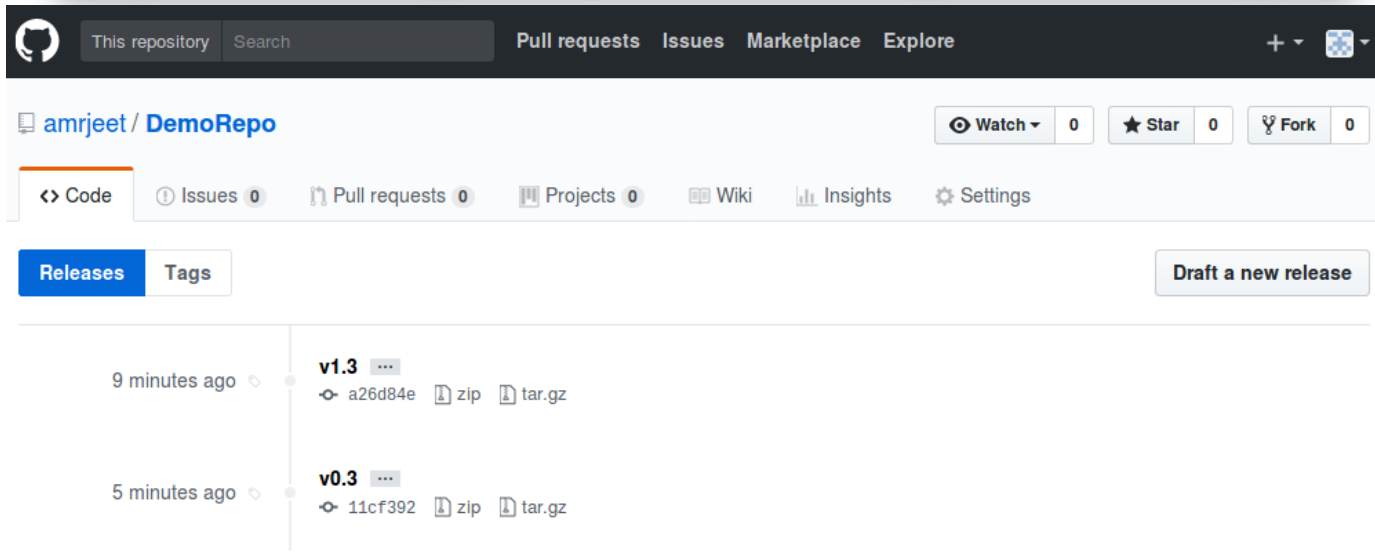 This repository Search Pull requests Issues Marketplace Explore
amrjeet / DemoRepo Watch 0 Star 0 Fork 0
Code Issues 0 Pull requests 0 Projects 0 Wiki Insights Settings
Releases Tags Draft a new release
9 minutes ago v1.3 ...
a26d84e zip tar.gz
5 minutes ago v0.3 ...
11cf392 zip tar.gz